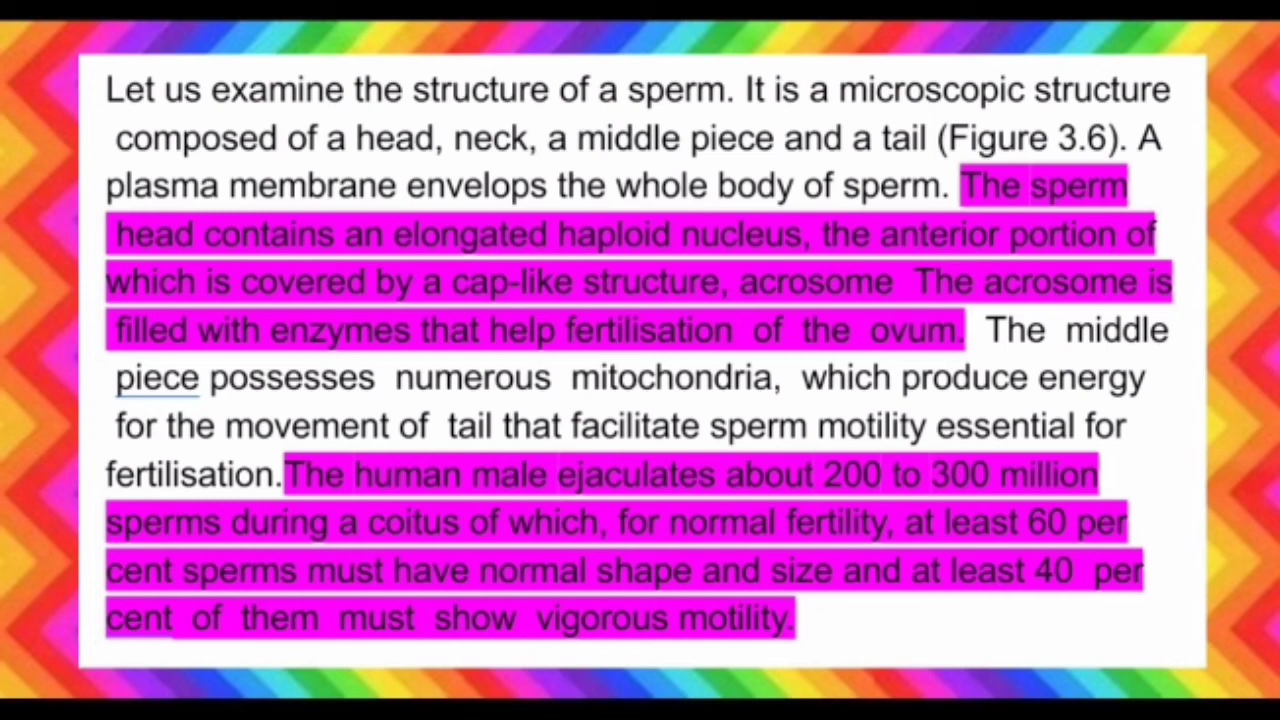 Let us examine the structure of a sperm. It is a microscopic structure
composed of a head, neck, a middle piece and a tail (Figure 3.6). A
plasma membrane envelops the whole body of sperm. The sperm
head contains an elongated haploid nucleus, the anterior portion of
which is covered by a cap-like structure, acrosome The acrosome is
filled with enzymes that help fertilisation of the ovum. The middle
piece possesses numerous mitochondria, which produce energy
for the movement of tail that facilitate sperm motility essential for
fertilisation.The human male ejaculates about 200 to 300 million
sperms during a coitus of which, for normal fertility, at least 60 per
cent sperms must have normal shape and size and at least 40 per
cent of them must show vigorous motility.